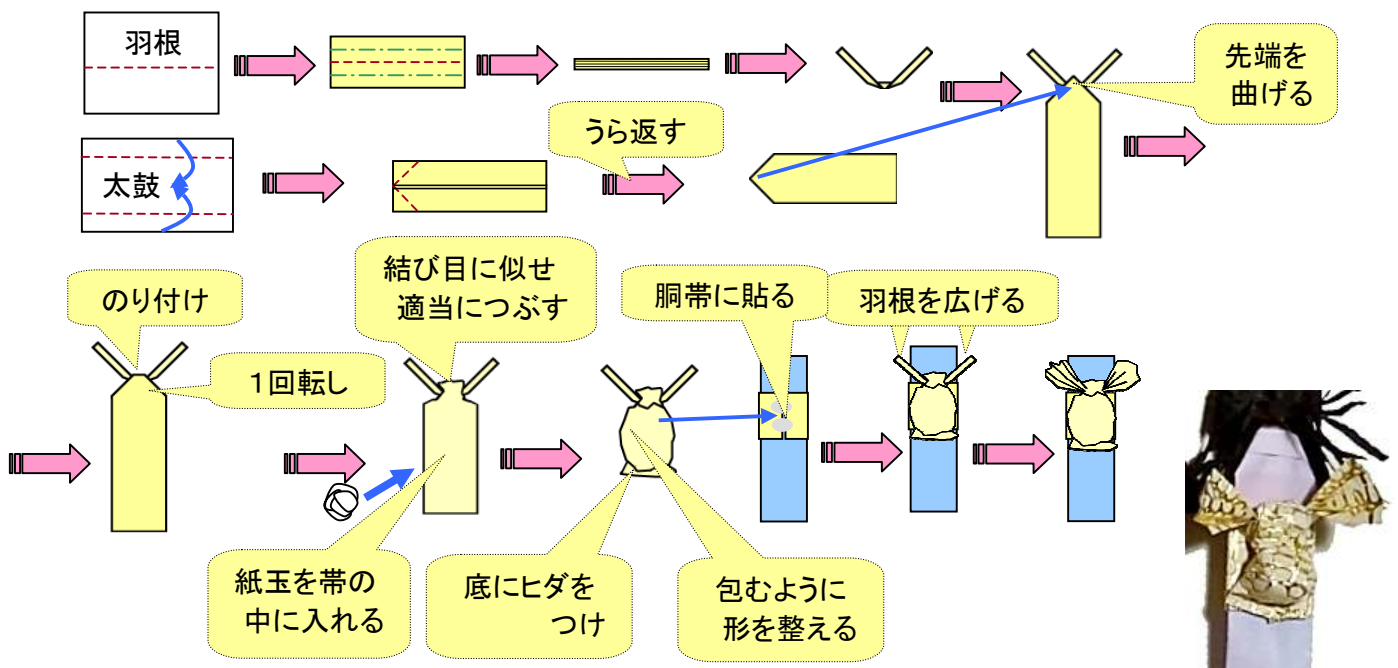 羽根
先端を
曲げる
うら返す
太鼓
結び目に似せ
適当につぶす
のり付け
胴帯に貼る
羽根を広げる
１回転し
紙玉を帯の
中に入れる
底にヒダを
つけ
包むように
形を整える